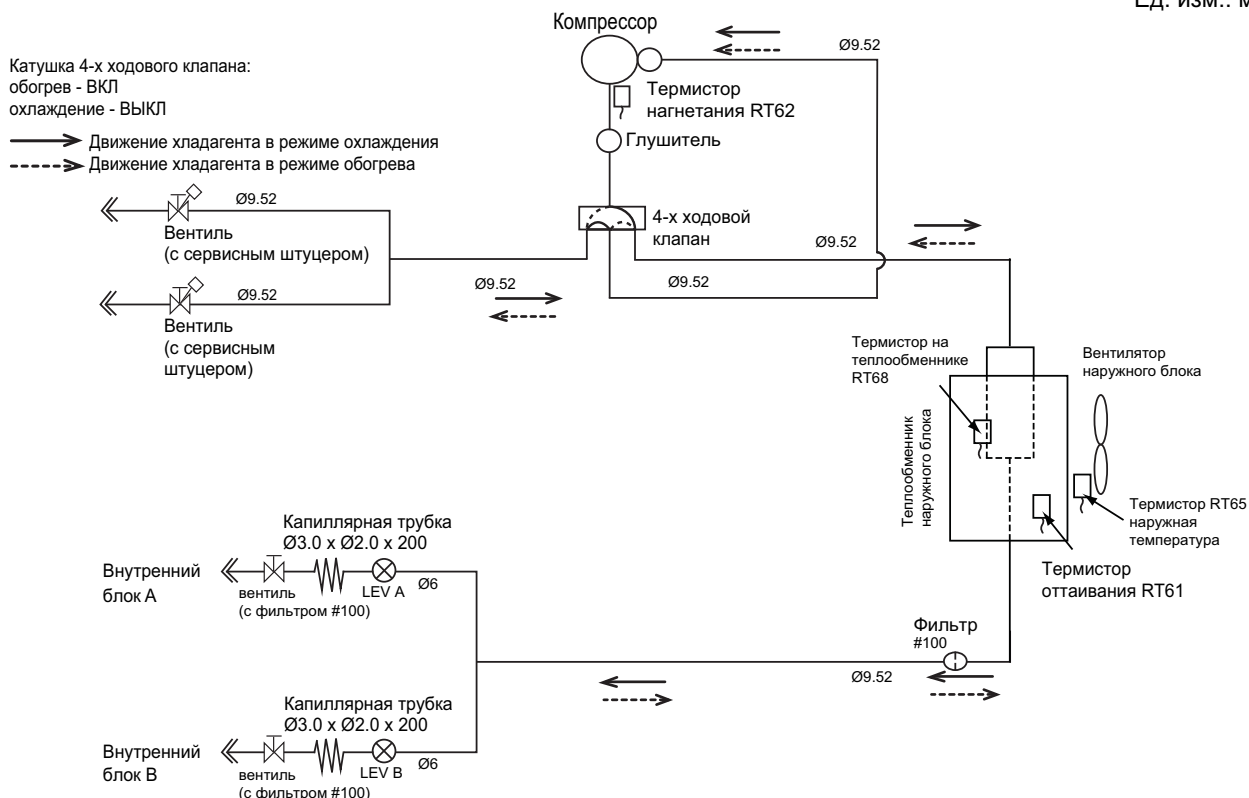 Ед. изм.: м
Компрессор
Ø9.52
Катушка 4-х ходового клапана:
обогрев - ВКЛ
охлаждение - ВЫКЛ
Термистор
нагнетания RT62
Движение хладагента в режиме охлаждения
Движение хладагента в режиме обогрева
Глушитель
Ø9.52
Вентиль
(с сервисным штуцером)
4-х ходовой
клапан
Ø9.52
Ø9.52
Ø9.52
Ø9.52
Вентиль
(с сервисным
штуцером)
Термистор на
теплообменнике
RT68
Вентилятор
наружного блока
Теплообменник
наружного блока
Термистор RT65
наружная
температура
Термистор
оттаивания RT61
Капиллярная трубка
Ø3.0 x Ø2.0 x 200
Внутренний
блок А
вентиль
(с фильтром #100)
LEV A
Ø6
Фильтр
#100
Ø9.52
Капиллярная трубка
Ø3.0 x Ø2.0 x 200
Внутренний
блок В
вентиль
(с фильтром #100)
LEV B
Ø6